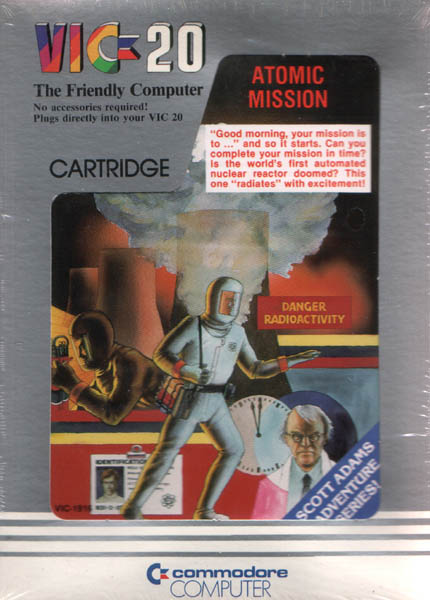 VIC-20
The Friendly Computer
No accessories required!
Plugs directly into your VIC 20
CARTRIDGE
ATOMIC
MISSION
"Good morning, your mission is
to ..." and so it starts. Can you
complete your mission in time?
Is the world's first automated
nuclear reactor doomed? This
one "radiates" with excitement!
DANGER
RADIOACTIVITY
IDENTIFICATION
SCOTT ADAMS
ADVENTURE
SERIES!
commodore
COMPUTER